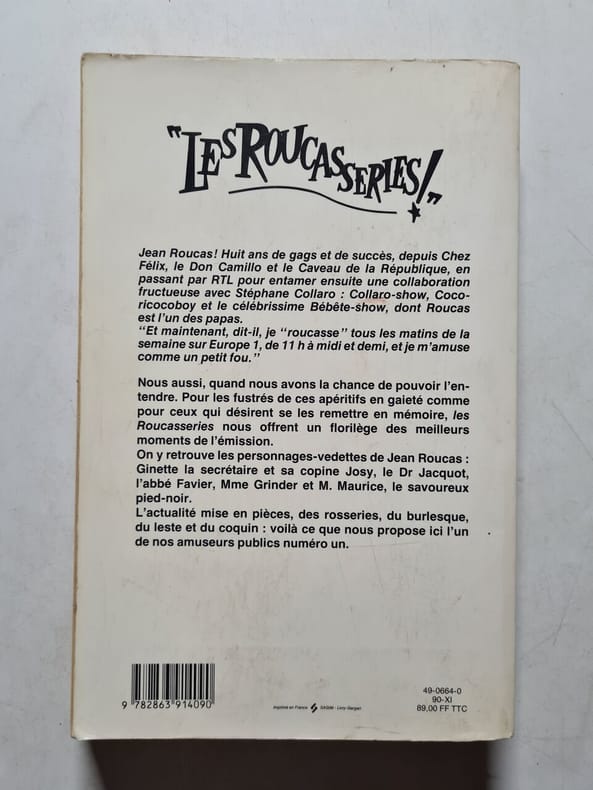 "LES ROUCASSERIES!"
Jean Roucas! Huit ans de gags et de succès, depuis Chez
Félix, le Don Camillo et le Caveau de la République, en
passant par RTL pour entamer ensuite une collaboration
fructueuse avec Stéphane Collaro : Collaro-show, Coco-
ricocoboy et le célébrissime Bébête-show, dont Roucas
est l'un des papas.
"Et maintenant, dit-il, je "roucasse" tous les matins de la
semaine sur Europe 1, de 11 h à midi et demi, et je m'amuse
comme un petit fou."
Nous aussi, quand nous avons la chance de pouvoir l'en-
tendre. Pour les fustrés de ces apéritifs en gaieté comme
pour ceux qui désirent se les remettre en mémoire, les
Roucasseries nous offrent un florilège des meilleurs
moments de l'émission.
On y retrouve les personnages-vedettes de Jean Roucas :
Ginette la secrétaire et sa copine Josy, le Dr Jacquot,
l'abbé Favier, Mme Grinder et M. Maurice, le savoureux
pied-noir.
L'actualité mise en pièces, des rosseries, du burlesque,
du leste et du coquin : voilà ce que nous propose ici l'un
de nos amuseurs publics numéro un.
9 782863 914090
Imprimé en France
SAGIM - Livry-Gargan
49-0664-0
90-XI
89,00 FF TTC